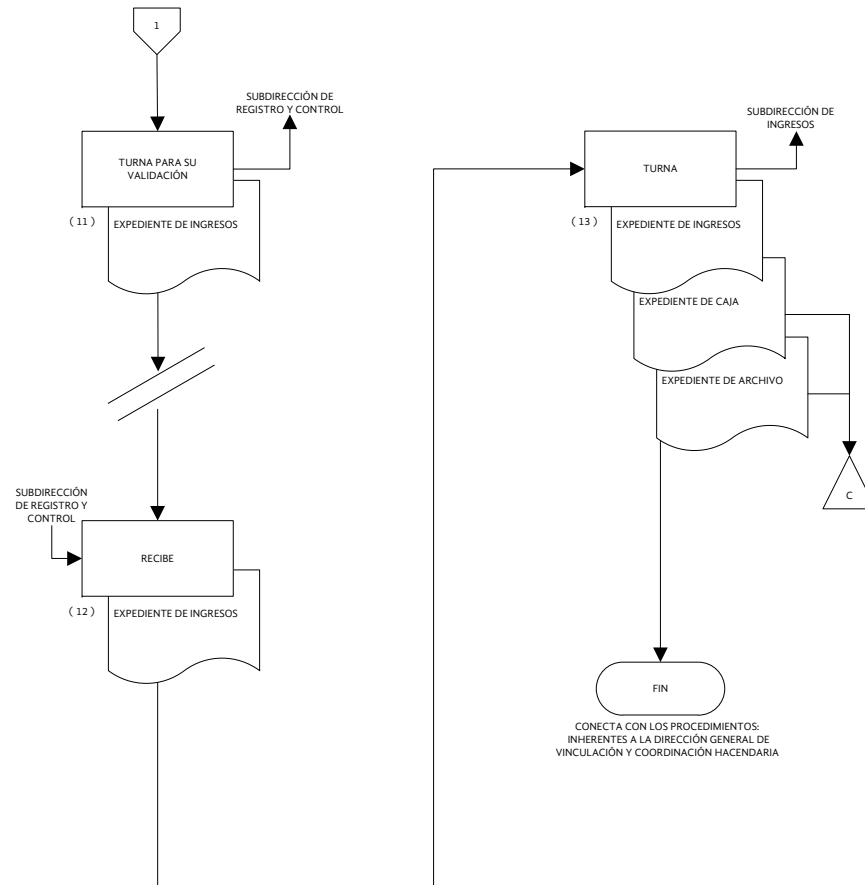 1
SUBDIRECCIÓN DE
REGISTRO Y CONTROL
TURNA PARA SU
VALIDACIÓN
( 11 )
EXPEDIENTE DE INGRESOS
SUBDIRECCIÓN
DE REGISTRO Y
CONTROL
RECIBE
( 12 )
EXPEDIENTE DE INGRESOS
SUBDIRECCIÓN DE
INGRESOS
TURNA
( 13 )
EXPEDIENTE DE INGRESOS
EXPEDIENTE DE CAJA
EXPEDIENTE DE ARCHIVO
C
FIN
CONECTA CON LOS PROCEDIMIENTOS:
INHERENTES A LA DIRECCIÓN GENERAL DE
VINCULACIÓN Y COORDINACIÓN HACENDARIA